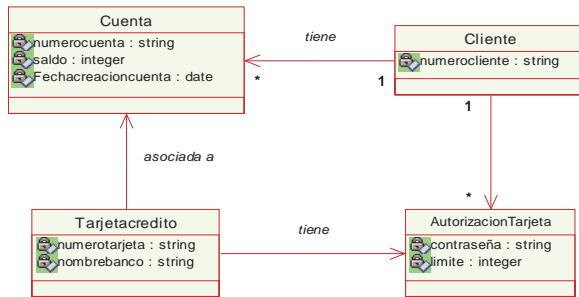 Cuenta
numerocuenta : string
saldo : integer
Fechacreacioncuenta : date
tiene
*
1
Cliente
numerocliente : string
1
asociada a
*
Tarjetacredito
numerotarjeta : string
nombrebanco : string
tiene
AutorizacionTarjeta
contraseña : string
limite : integer